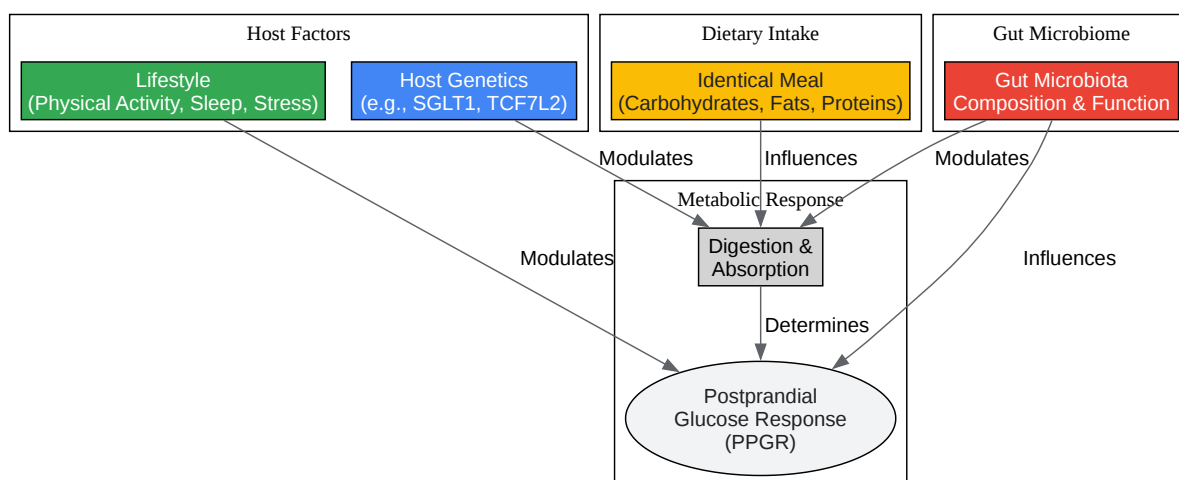 Host Factors
Dietary Intake
Gut Microbiome
Lifestyle
(Physical Activity, Sleep, Stress)
Host Genetics
(e.g., SGLT1, TCF7L2)
Identical Meal
(Carbohydrates, Fats, Proteins)
Gut Microbiota
Composition & Function
Modulates
Influences
Modulates
Metabolic Response
Digestion &
Absorption
Modulates
Influences
Determines
Postprandial
Glucose Response
(PPGR)